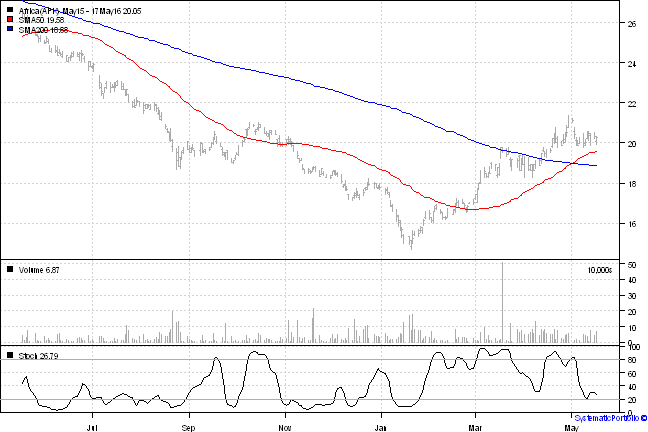 Africa(AFK) May15 - 17May16 20.05
SMA50 19.58
SMA200 18.88
26
24
22
20
18
16
Volume 6.87
10,000s
50
40
30
20
10
0
Stoch 26.79
100
80
60
40
20
0
Jul Sep Nov Jan Mar May
SystematicPortfolio ©